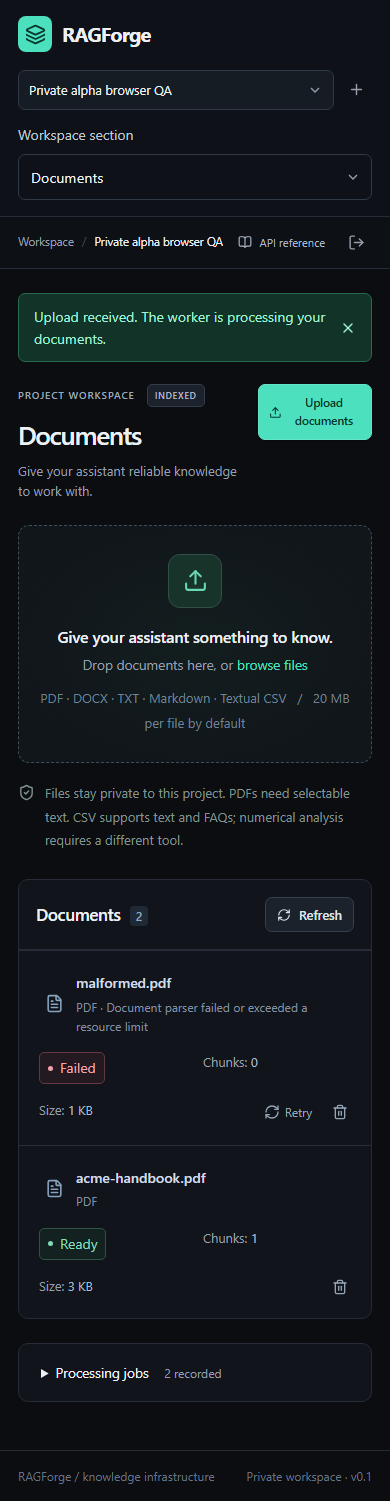 RAGForge
Private alpha browser QA
Workspace section
Documents
Workspace / Private alpha browser QA
API reference
Upload received. The worker is processing your
documents.
PROJECT WORKSPACE
INDEXED
Upload
documents
Documents
Give your assistant reliable knowledge
to work with.
Give your assistant something to know.
Drop documents here, or browse files
PDF · DOCX · TXT · Markdown · Textual CSV / 20 MB
per file by default
Files stay private to this project. PDFs need selectable
text. CSV supports text and FAQs; numerical analysis
requires a different tool.
Documents 2
Refresh
malformed.pdf
PDF · Document parser failed or exceeded a
resource limit
Failed
Chunks: 0
Size: 1 KB
Retry
acme-handbook.pdf
PDF
Ready
Chunks: 1
Size: 3 KB
Processing jobs 2 recorded
RAGForge / knowledge infrastructure
Private workspace · v0.1